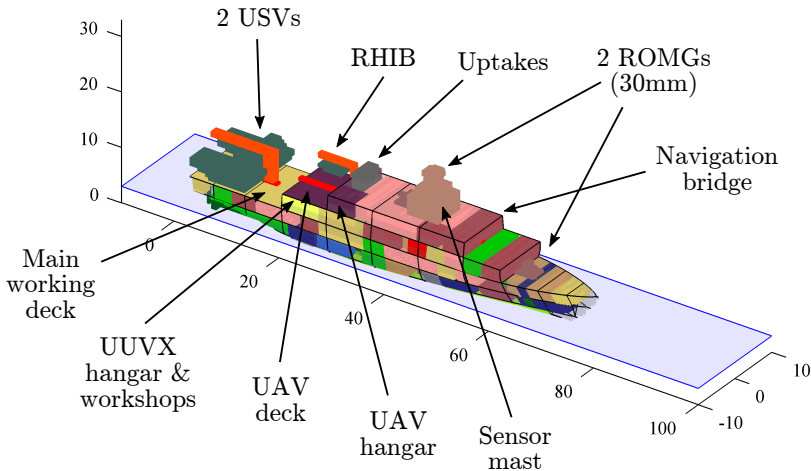 2 USVs
RHIB
Uptakes
2 ROMGs
(30mm)
Navigation
bridge
30
20
10
0
Main
working
deck
UUVX
hangar &
workshops
UAV
deck
UAV
hangar
Sensor
mast
0
20
40
60
80
100
-10
0
10